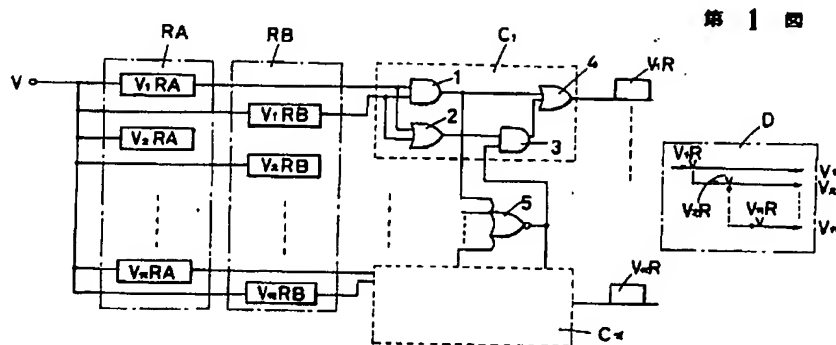 第 1 図
RA
RB
C₁
V
V₁RA
V₁RB
V₂RA
V₂RB
1
2
3
4
5
V₁R
D
V₁R
V₁
V₂
V₂R
VₙR
Vₙ
VₙRA
VₙRB
VₙR
Cₙ